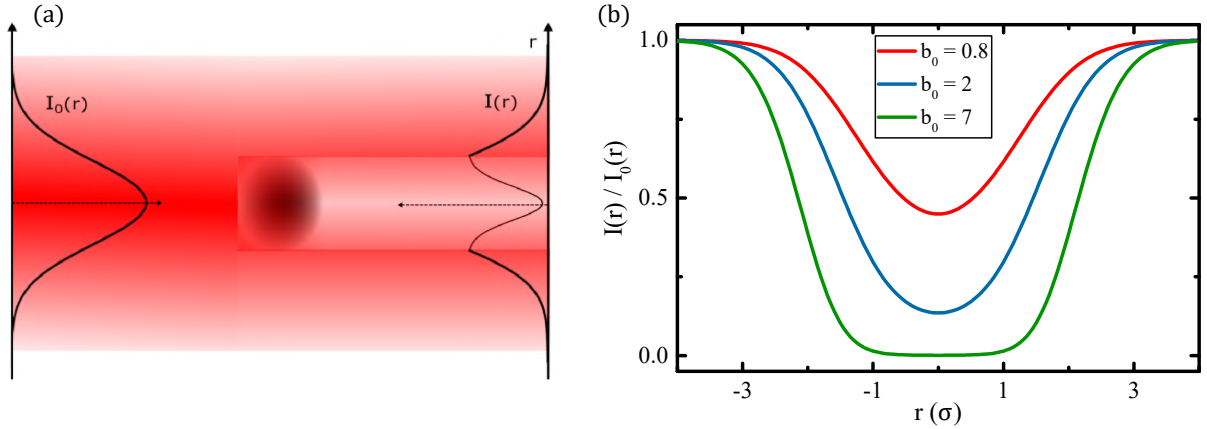 (a)
r
I₀(r)
I(r)
(b)
I(r) / I₀(r)
1.0
0.5
0.0
b₀ = 0.8
b₀ = 2
b₀ = 7
-3
-1
1
3
r (σ)